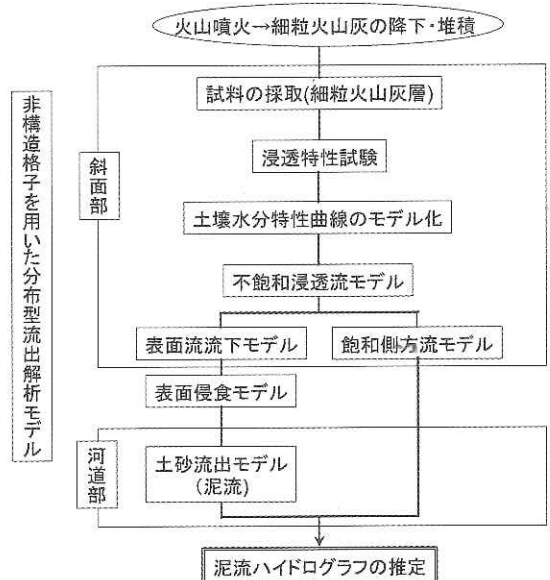 火山噴火→細粒火山灰の降下・堆積
非構造格子を用いた分布型流出解析モデル
斜面部
試料の採取(細粒火山灰層)
浸透特性試験
土壌水分特性曲線のモデル化
不飽和浸透流モデル
表面流流下モデル
飽和側方流モデル
表面侵食モデル
河道部
土砂流出モデル
(泥流)
泥流ハイドログラフの推定